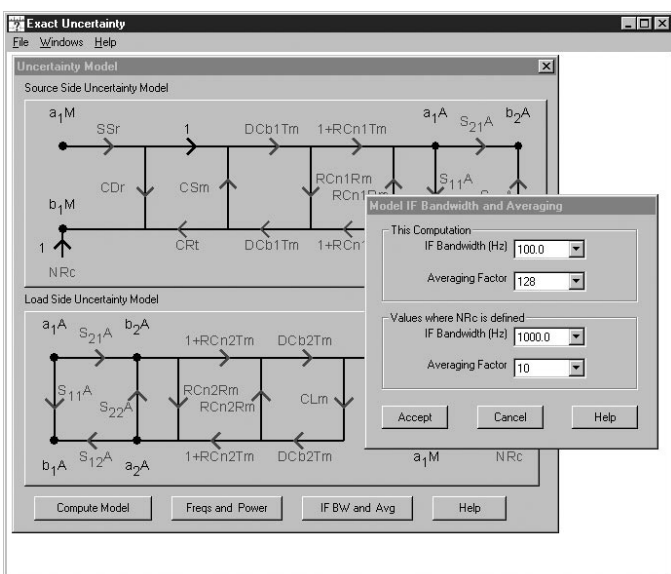 Exact Uncertainty
File Windows Help
Uncertainty Model
Source Side Uncertainty Model
a1M SSr 1 DCb1Tm 1+RCn1Tm a1A S21A b2A
CDr CSm RCn1Rm RCn1Rm S11A
b1M
1 CRt DCb1Tm
NRc
Load Side Uncertainty Model
a1A S21A b2A 1+RCn2Tm DCb2Tm
S11A S22A RCn2Rm RCn2Rm CLm
b1A S12A a2A 1+RCn2Tm DCb2Tm a1M NRc
Compute Model Freqs and Power IF BW and Avg Help
Model IF Bandwidth and Averaging
This Computation
IF Bandwidth (Hz) 100.0
Averaging Factor 128
Values where NRc is defined
IF Bandwidth (Hz) 1000.0
Averaging Factor 10
Accept Cancel Help